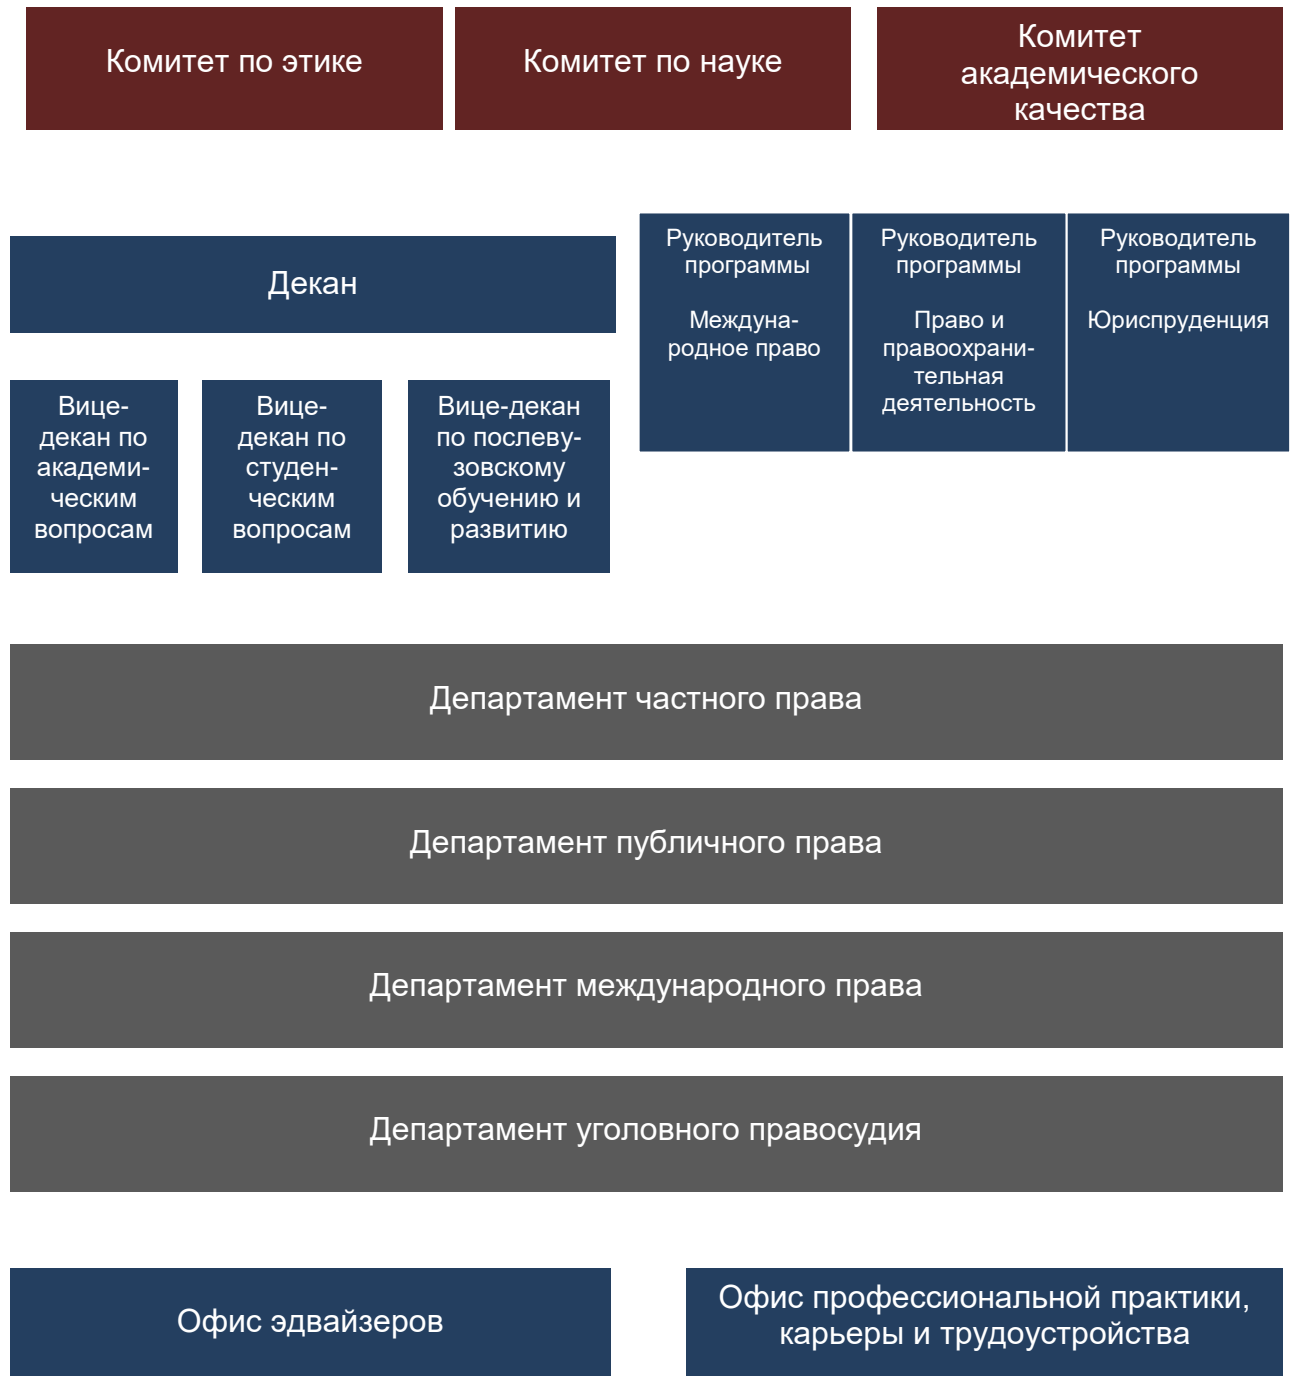 Комитет по этике
Комитет по науке
Комитет
академического
качества
Декан
Руководитель
программы
Междуна-
родное право
Руководитель
программы
Право и
правоохрани-
тельная
деятельность
Руководитель
программы
Юриспруденция
Вице-
декан по
академи-
ческим
вопросам
Вице-
декан по
студен-
ческим
вопросам
Вице-декан
по послеву-
зовскому
обучению и
развитию
Департамент частного права
Департамент публичного права
Департамент международного права
Департамент уголовного правосудия
Офис эдвайзеров
Офис профессиональной практики,
карьеры и трудоустройства